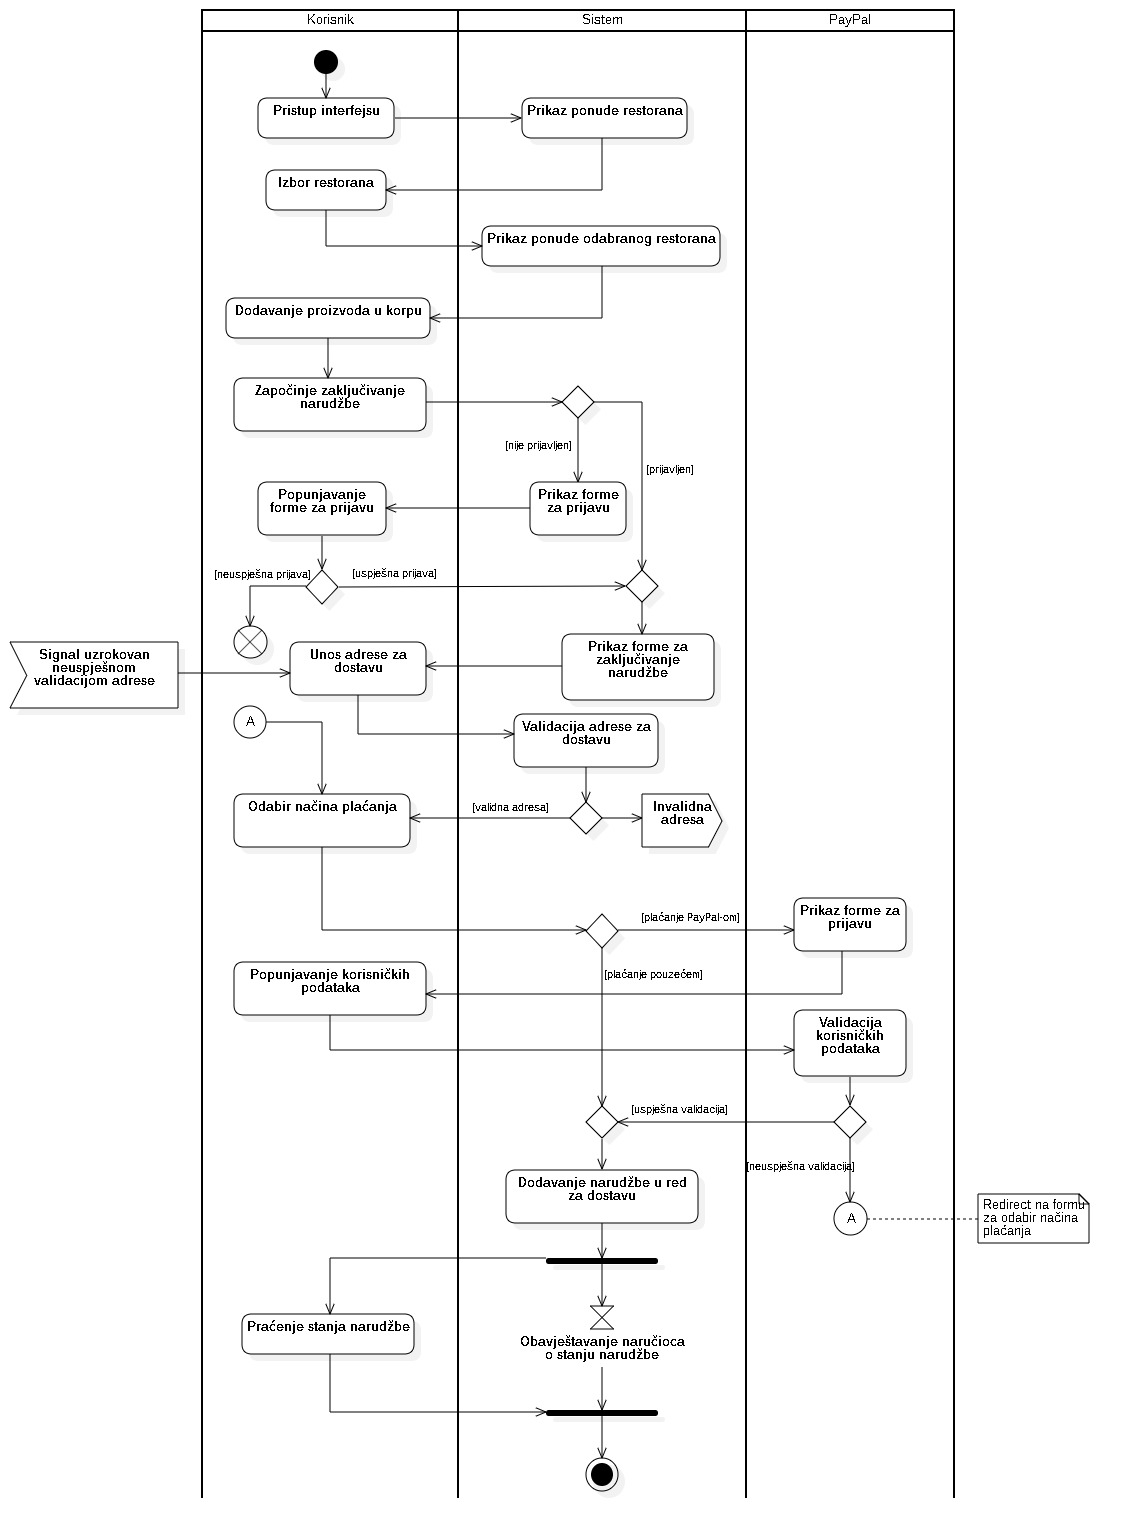 Korisnik
Sistem
PayPal
Pristup interfejsu
Prikaz ponude restorana
Izbor restorana
Prikaz ponude odabranog restorana
Dodavanje proizvoda u korpu
Započinje zaključivanje
narudžbe
[nije prijavljen]
[prijavljen]
Popunjavanje
forme za prijavu
Prikaz forme
za prijavu
[neuspješna prijava]
[uspješna prijava]
Signal uzrokovan
neuspješnom
validacijom adrese
Unos adrese za
dostavu
Prikaz forme za
zaključivanje
narudžbe
A
Validacija adrese za
dostavu
Odabir načina plaćanja
[validna adresa]
Invalidna
adresa
[plaćanje PayPal-om]
Prikaz forme za
prijavu
[plaćanje pouzećem]
Popunjavanje korisničkih
podataka
Validacija
korisničkih
podataka
[uspješna validacija]
[neuspješna validacija]
Dodavanje narudžbe u red
za dostavu
A
Redirect na formu
za odabir načina
plaćanja
Praćenje stanja narudžbe
Obavještavanje naručioca
o stanju narudžbe